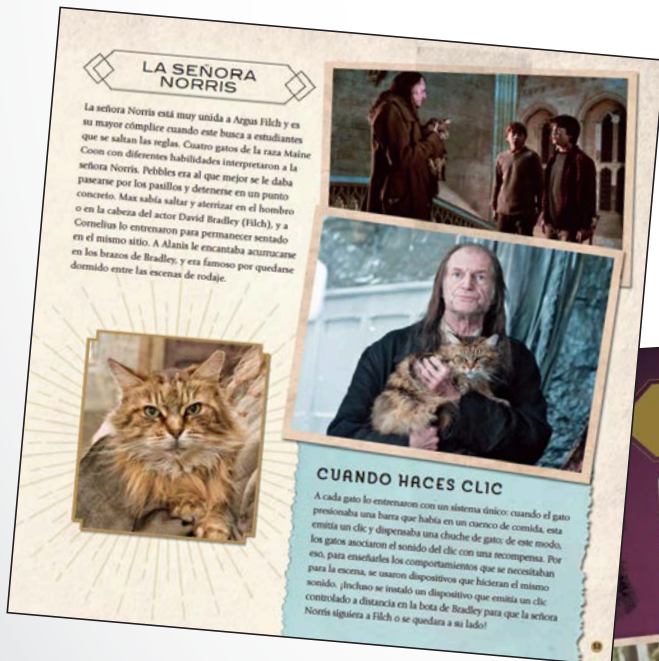 LA SEÑORA
NORRIS
La señora Norris está muy unida a Argus Filch y es
su mayor cómplice cuando este busca a estudiantes
que se saltan las reglas. Cuatro gatos de la raza Maine
Coon con diferentes habilidades interpretaron a la
señora Norris. Pebbles era al que mejor se le daba
pasearse por los pasillos y detenerse en un punto
concreto. Max sabía saltar y aterrizar en el hombro
o en la cabeza del actor David Bradley (Filch), y a
Cornelius lo entrenaron para permanecer sentado
en el mismo sitio. A Alanis le encantaba acurrucarse
en los brazos de Bradley, y era famoso por quedarse
dormido entre las escenas de rodaje.
CUANDO HACES CLIC
A cada gato lo entrenaron con un sistema único: cuando el gato
presionaba una barra que había en un cuenco de comida, esta
emitía un clic y dispensaba una chuche de gato; de este modo,
los gatos asociaron el sonido del clic con una recompensa. Por
eso, para enseñarles los comportamientos que se necesitaban
para la escena, se usaron dispositivos que hicieran el mismo
sonido. ¡Incluso se instaló un dispositivo que emitía un clic
controlado a distancia en la bota de Bradley para que la señora
Norris siguiera a Filch o se quedara a su lado!